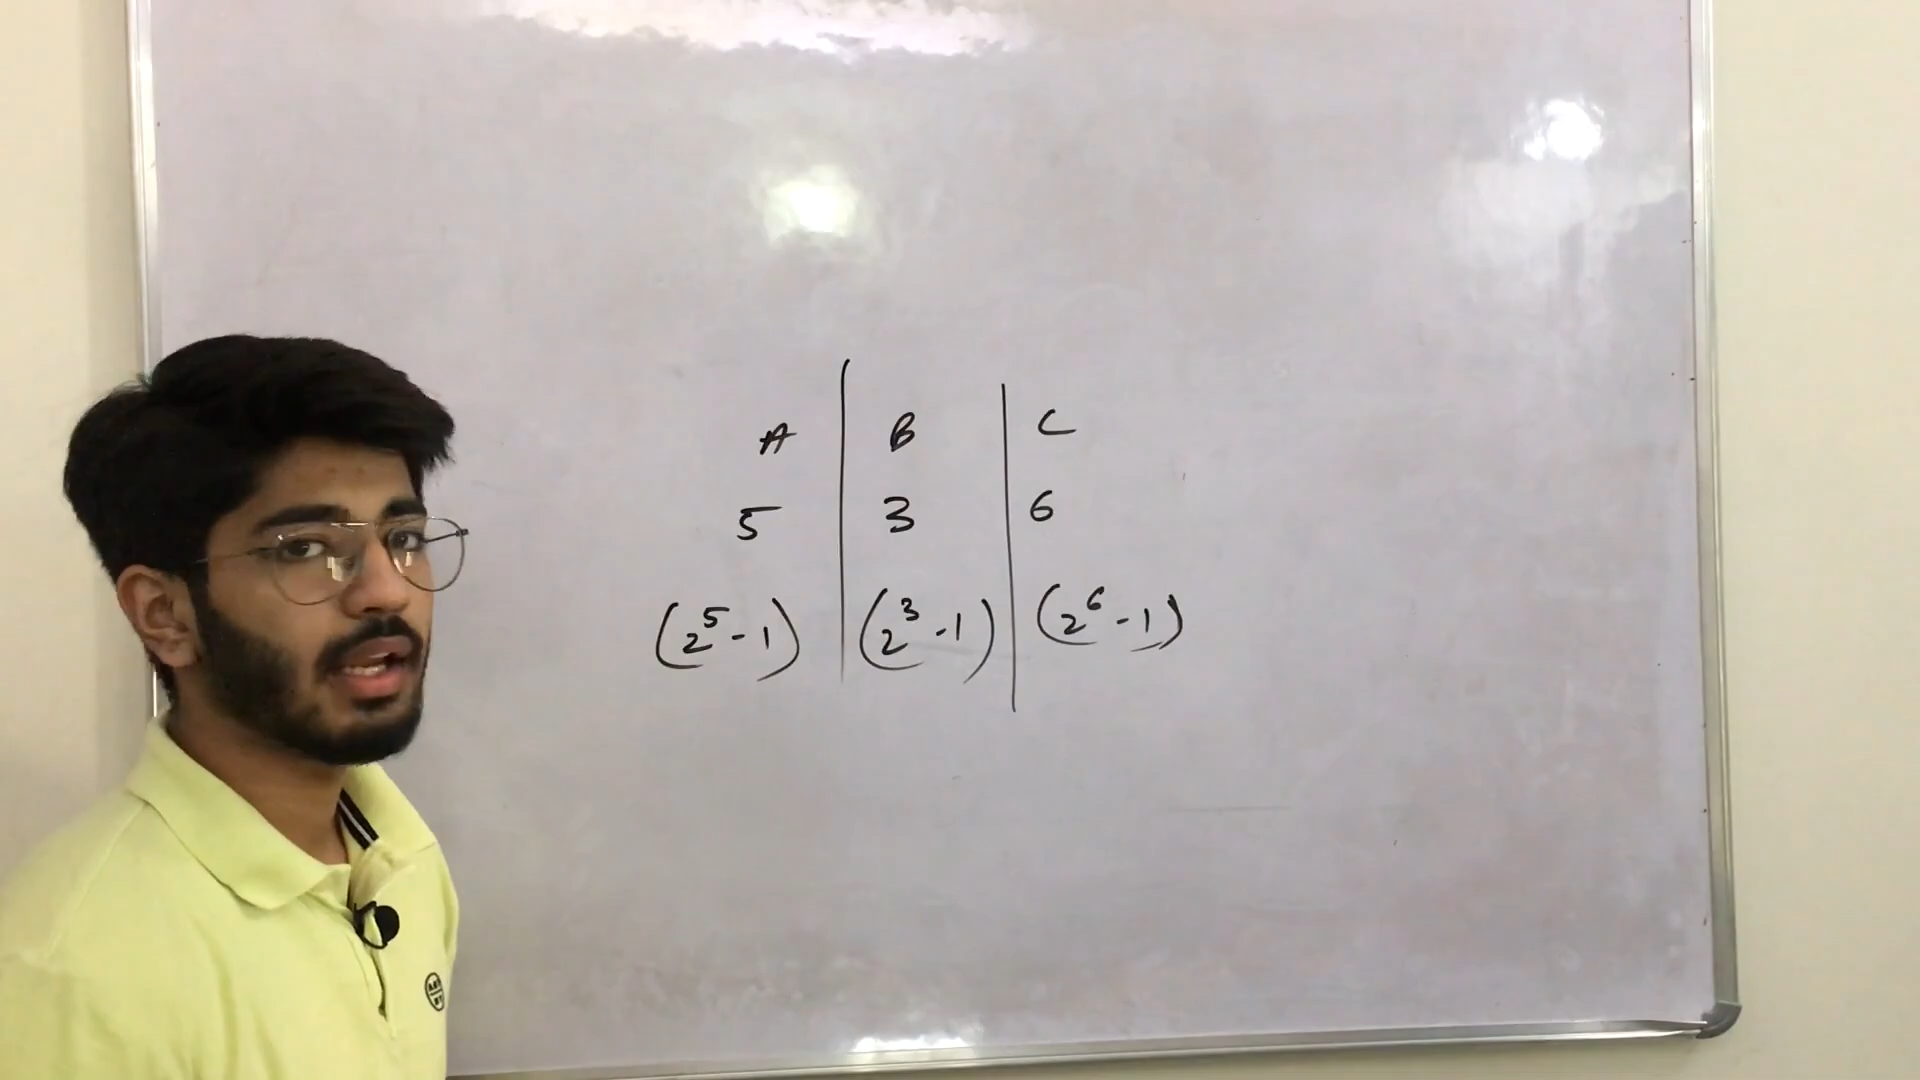 A | B | C
5 | 3 | 6
(2⁵-1) | (2³-1) | (2⁶-1)